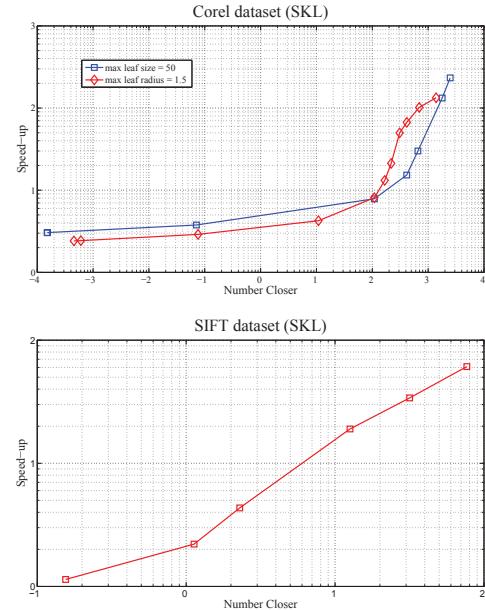 Corel dataset (SKL)
3
max leaf size = 50
max leaf radius = 1.5
2
Speed−up
1
0
−4 −3 −2 −1 0 1 2 3 4
Number Closer
SIFT dataset (SKL)
2
Speed−up
1
0
−1 0 1 2
Number Closer